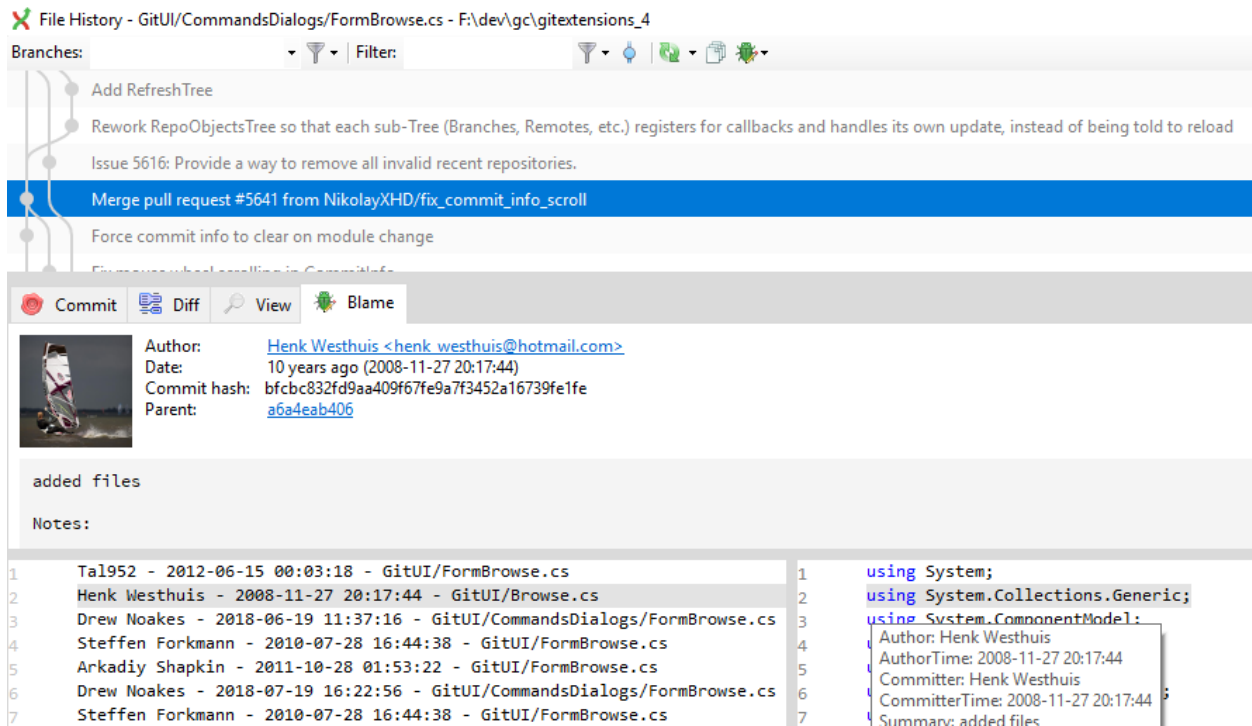 File History - GitUI/CommandsDialogs/FormBrowse.cs - F:\dev\gc\gitextensions_4
Branches: Filter:
Add RefreshTree
Rework RepoObjectsTree so that each sub-Tree (Branches, Remotes, etc.) registers for callbacks and handles its own update, instead of being told to reload
Issue 5616: Provide a way to remove all invalid recent repositories.
Merge pull request #5641 from NikolayXHD/fix_commit_info_scroll
Force commit info to clear on module change
Fix mouse wheel scrolling in CommitInfo
Commit Diff View Blame
Author: Henk Westhuis <henk_westhuis@hotmail.com>
Date: 10 years ago (2008-11-27 20:17:44)
Commit hash: bfcbc832fd9aa409f67fe9a7f3452a16739fe1fe
Parent: a6a4eab406
added files
Notes:
1 Tal952 - 2012-06-15 00:03:18 - GitUI/FormBrowse.cs
2 Henk Westhuis - 2008-11-27 20:17:44 - GitUI/Browse.cs
3 Drew Noakes - 2018-06-19 11:37:16 - GitUI/CommandsDialogs/FormBrowse.cs
4 Steffen Forkmann - 2010-07-28 16:44:38 - GitUI/FormBrowse.cs
5 Arkadiy Shapkin - 2011-10-28 01:53:22 - GitUI/FormBrowse.cs
6 Drew Noakes - 2018-07-19 16:22:56 - GitUI/CommandsDialogs/FormBrowse.cs
7 Steffen Forkmann - 2010-07-28 16:44:38 - GitUI/FormBrowse.cs
1 using System;
2 using System.Collections.Generic;
3 using System.ComponentModel;
4
5
6 ;
7
Author: Henk Westhuis
AuthorTime: 2008-11-27 20:17:44
Committer: Henk Westhuis
CommitterTime: 2008-11-27 20:17:44
Summary: added files